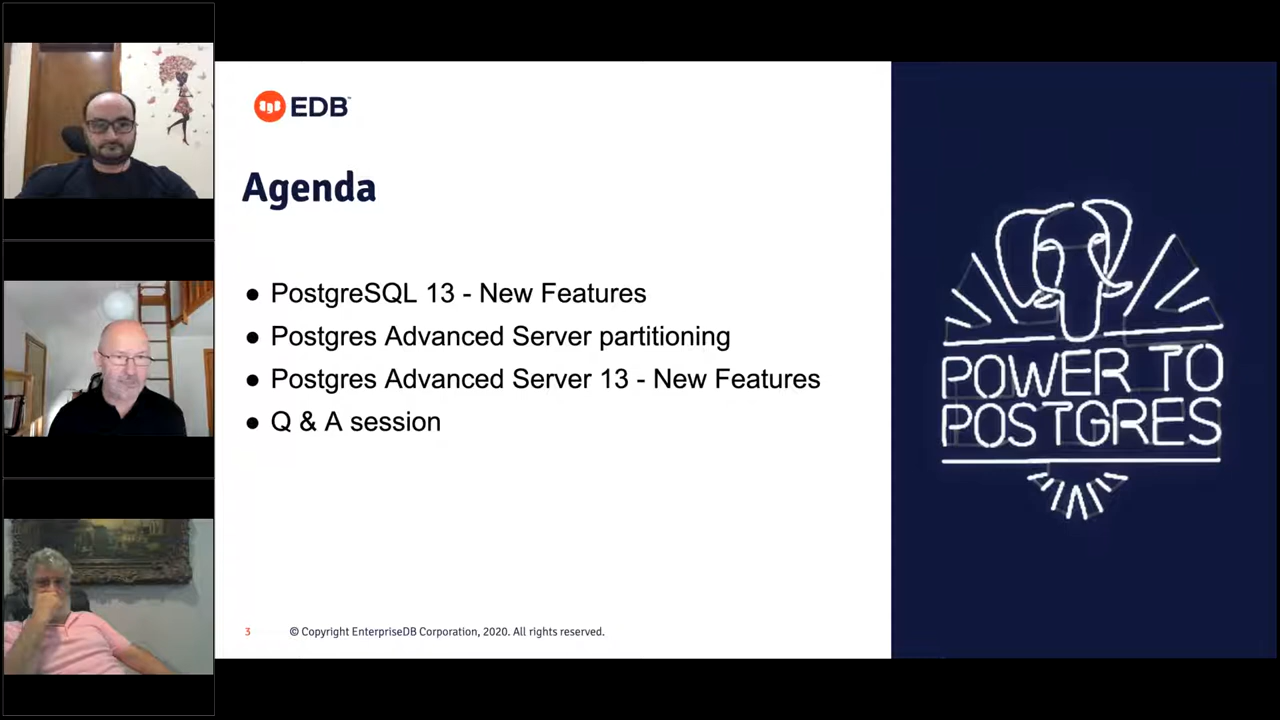 EDB™
Agenda
● PostgreSQL 13 - New Features
● Postgres Advanced Server partitioning
● Postgres Advanced Server 13 - New Features
● Q & A session
3 © Copyright EnterpriseDB Corporation, 2020. All rights reserved.
POWER TO
POSTGRES